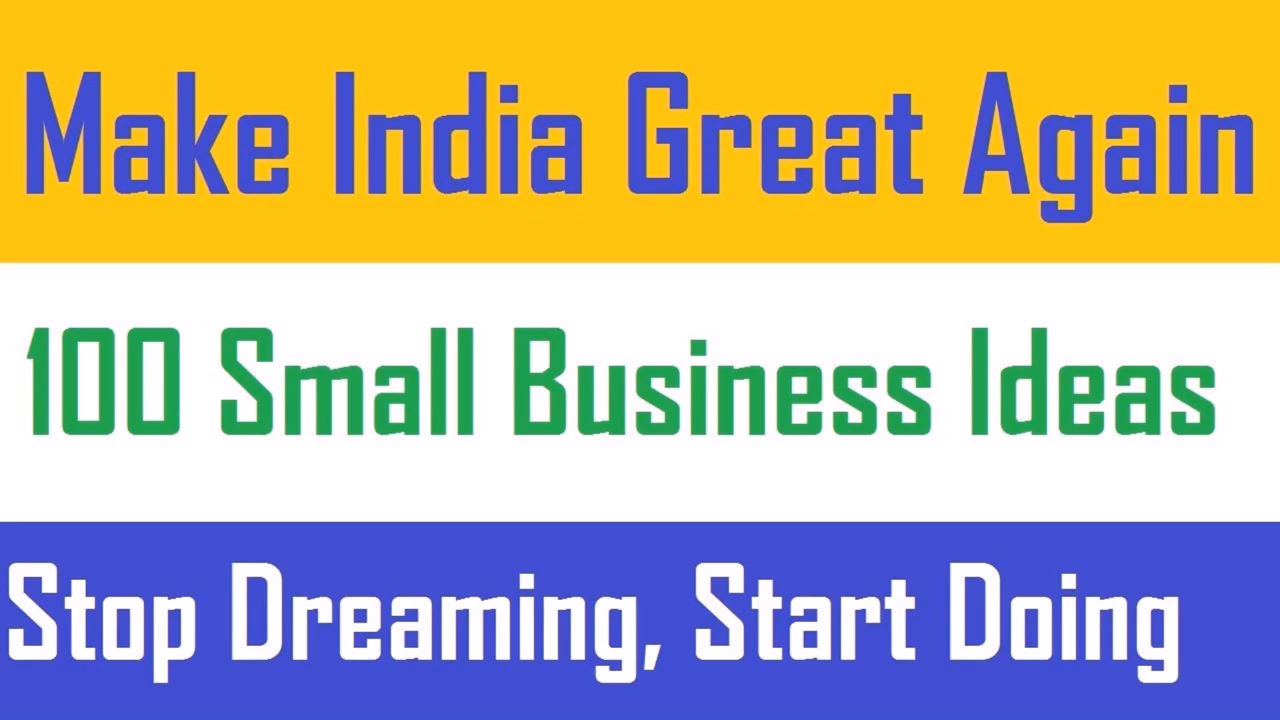 Make India Great Again
100 Small Business Ideas
Stop Dreaming, Start Doing